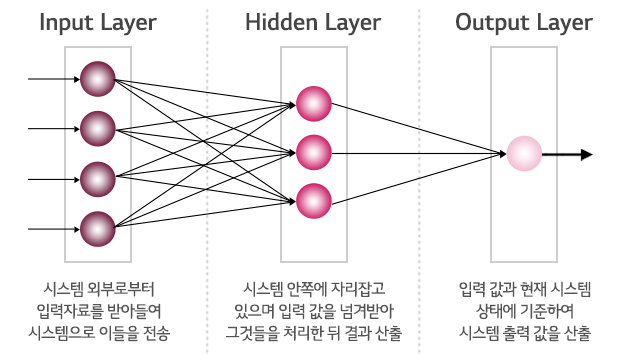 Input Layer
Hidden Layer
Output Layer
시스템 외부로부터
입력자료를 받아들여
시스템으로 이들을 전송
시스템 안쪽에 자리잡고
있으며 입력 값을 넘겨받아
그것들을 처리한 뒤 결과 산출
입력 값과 현재 시스템
상태에 기준하여
시스템 출력 값을 산출